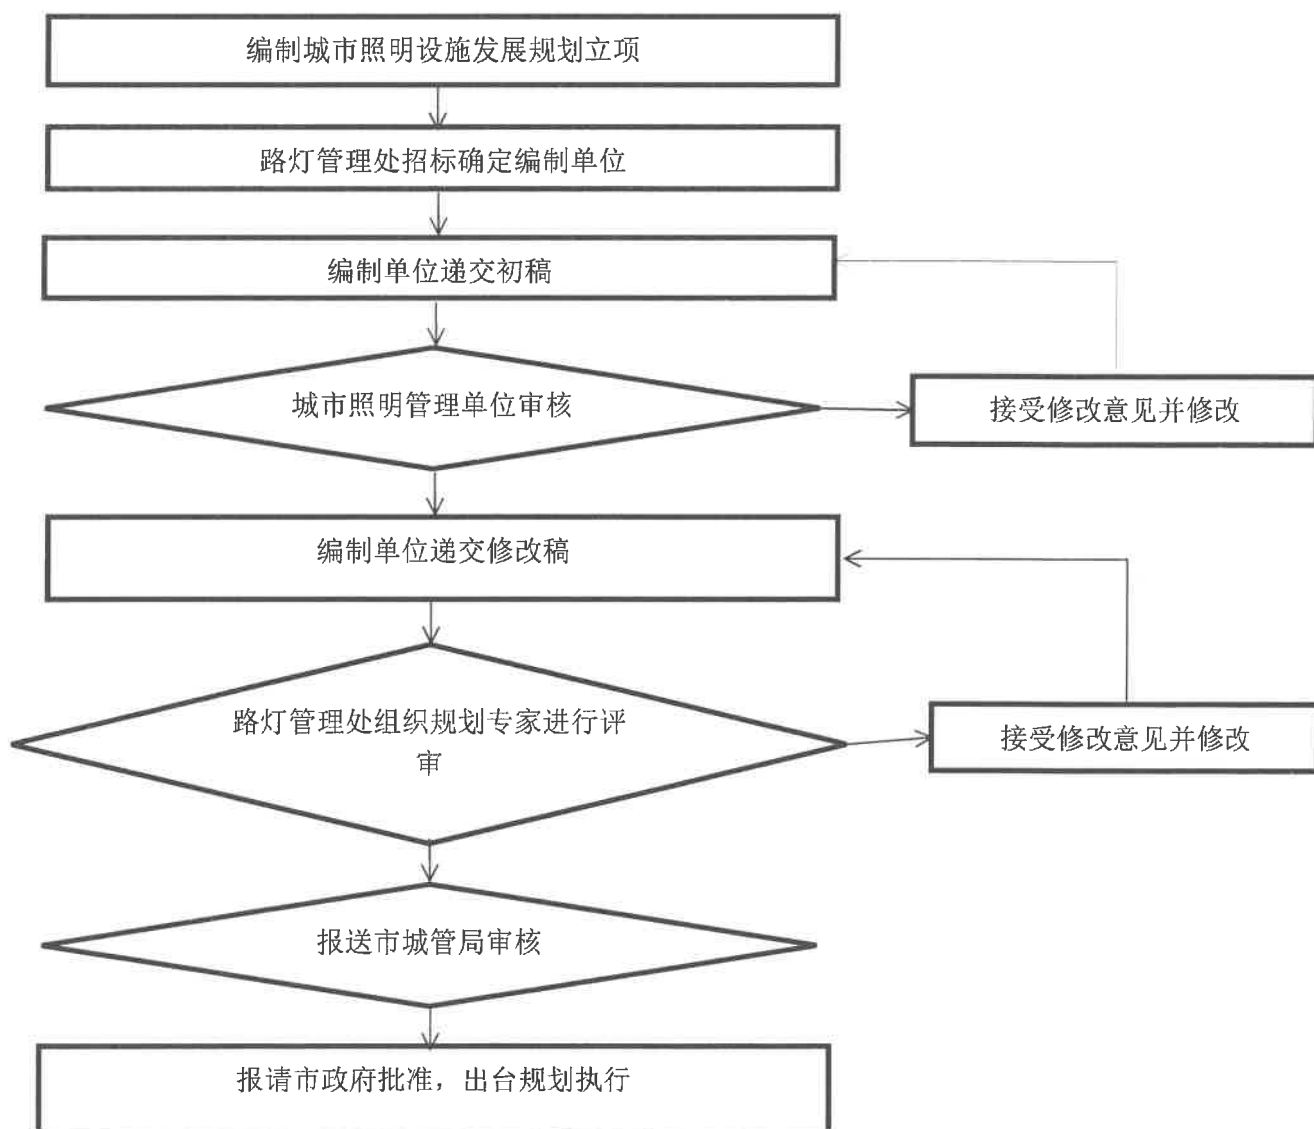 编制城市照明设施发展规划立项
路灯管理处招标确定编制单位
编制单位递交初稿
城市照明管理单位审核
接受修改意见并修改
编制单位递交修改稿
路灯管理处组织规划专家进行评
审
接受修改意见并修改
报送市城管局审核
报请市政府批准，出台规划执行